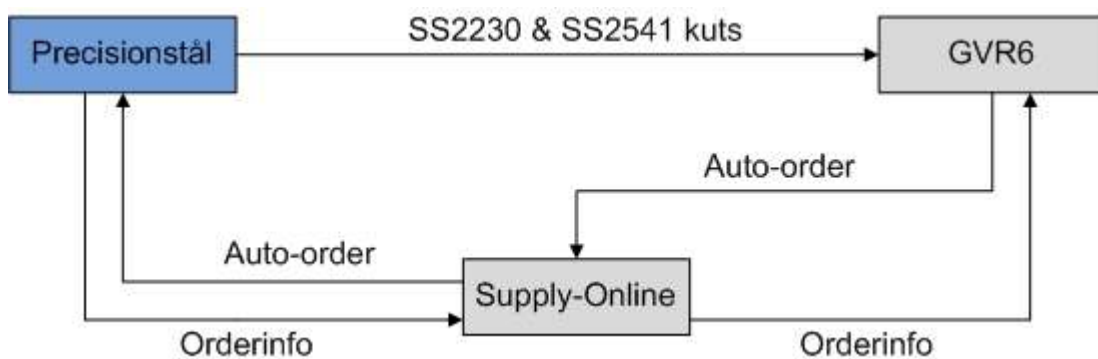 SS2230 & SS2541 kuts
Precisionstål
GVR6
Auto-order
Auto-order
Supply-Online
Orderinfo
Orderinfo